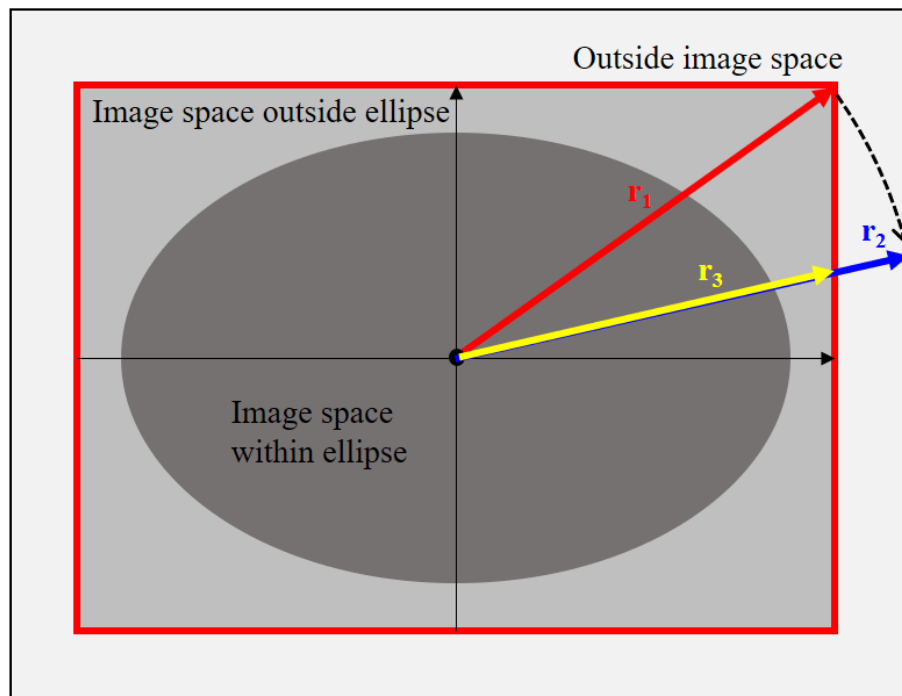 Outside image space
Image space outside ellipse
r₁
r₂
r₃
Image space
within ellipse